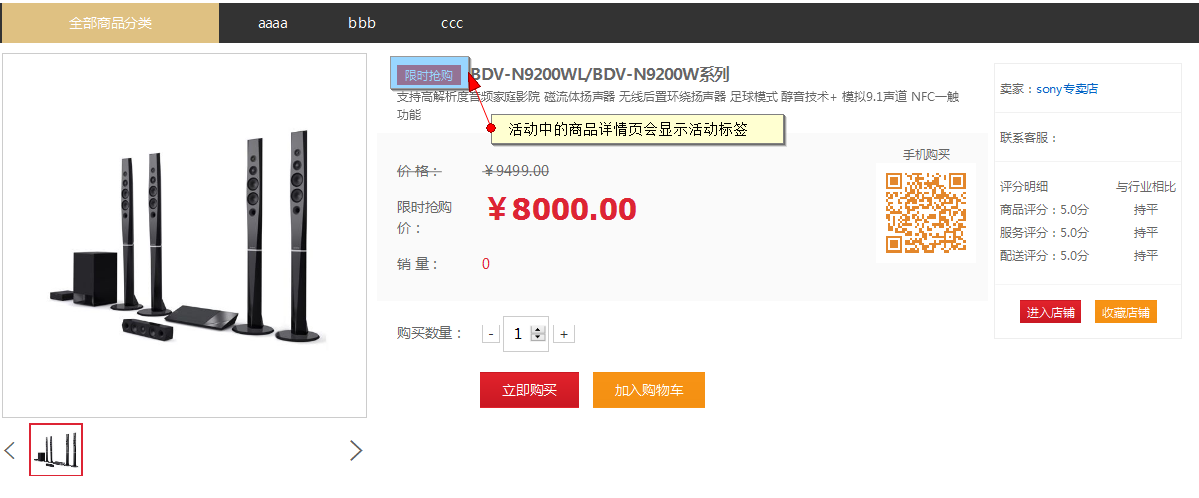 全部商品分类 aaaa bbb ccc
限时抢购 BDV-N9200WL/BDV-N9200W系列
支持高解析度音频家庭影院 磁流体扬声器 无线后置环绕扬声器 足球模式 醇音技术+ 模拟9.1声道 NFC一触
功能
活动中的商品详情页会显示活动标签
价 格： ￥9499.00
限时抢购
价：
￥8000.00
销 量： 0
手机购买
购买数量： - 1 +
立即购买 加入购物车
卖家：sony专卖店
联系客服：
评分明细 与行业相比
商品评分：5.0分 持平
服务评分：5.0分 持平
配送评分：5.0分 持平
进入店铺 收藏店铺